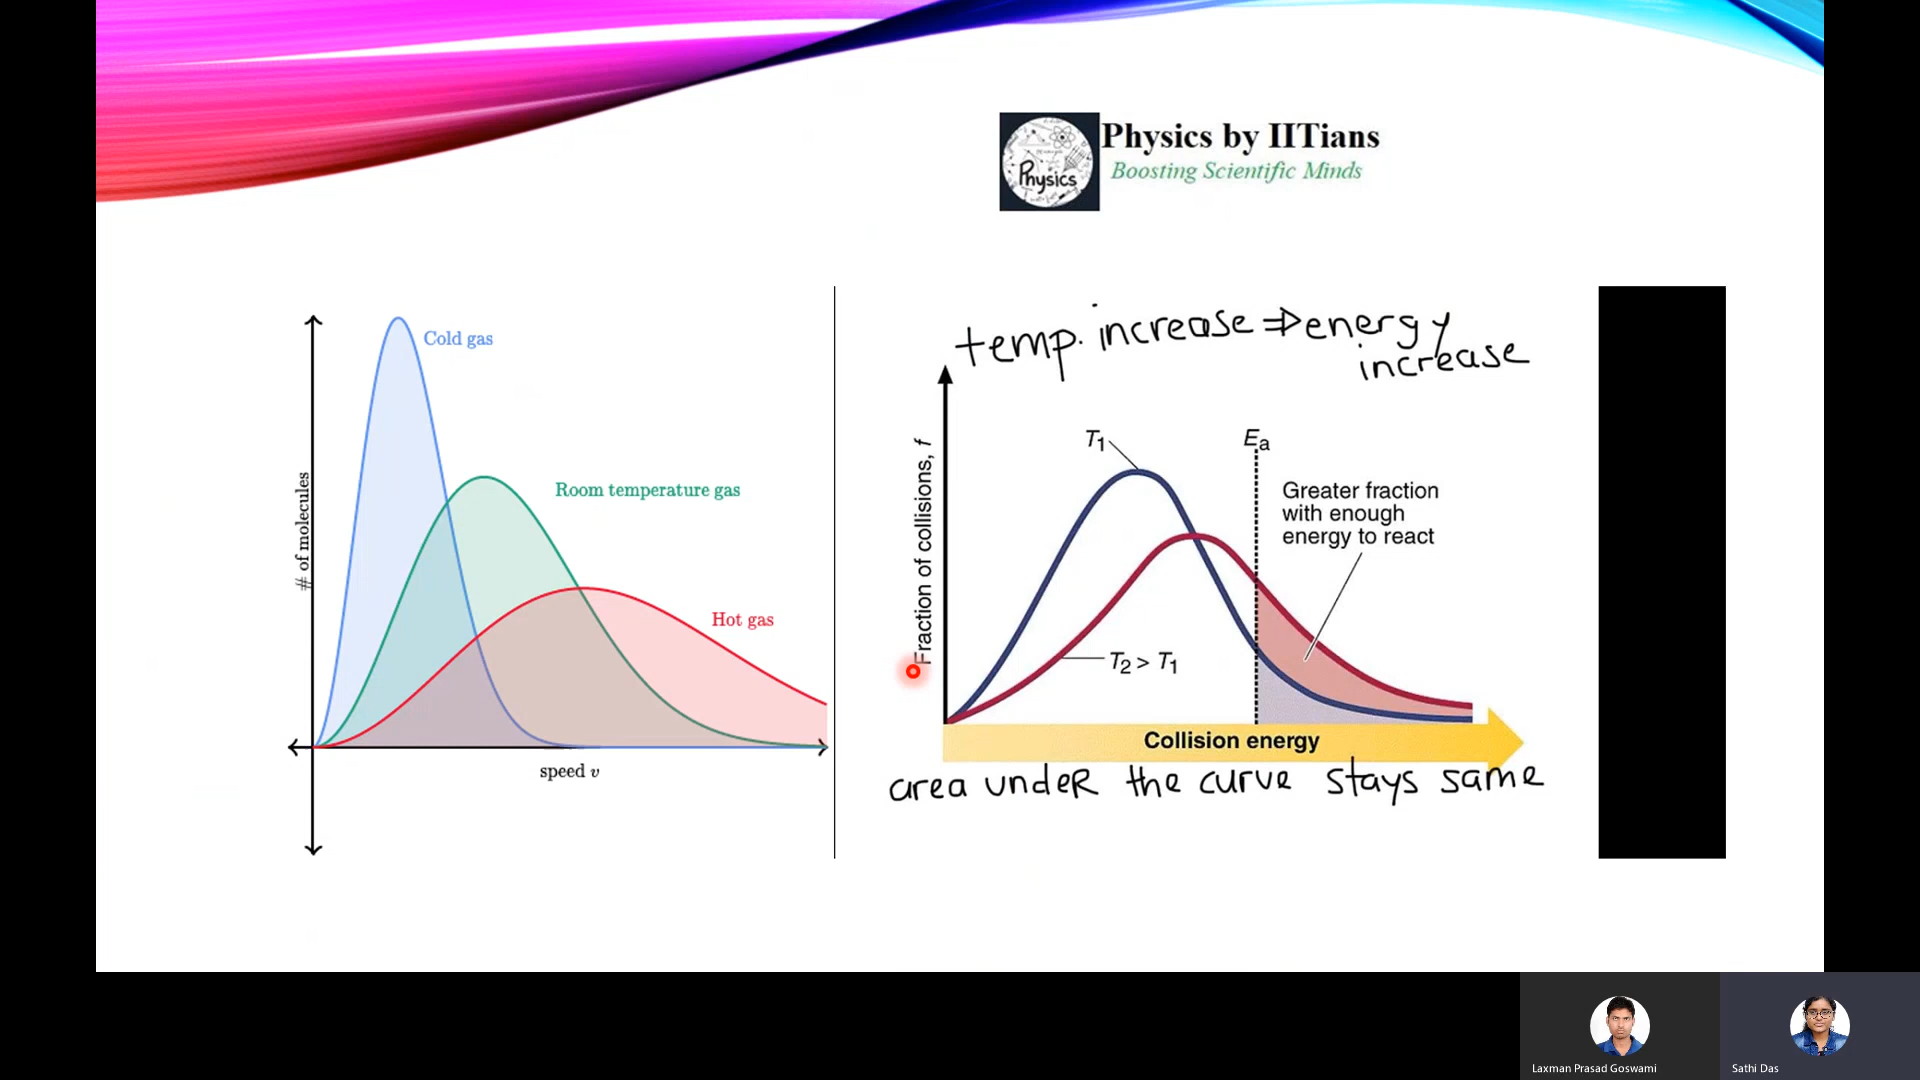 Physics by IITians
Boosting Scientific Minds
Physics
# of molecules
Cold gas
Room temperature gas
Hot gas
speed v
temp. increase ⇒ energy
increase
Fraction of collisions, f
T1
Ea
Greater fraction
with enough
energy to react
T2 > T1
Collision energy
area under the curve stays same
Laxman Prasad Goswami
Sathi Das